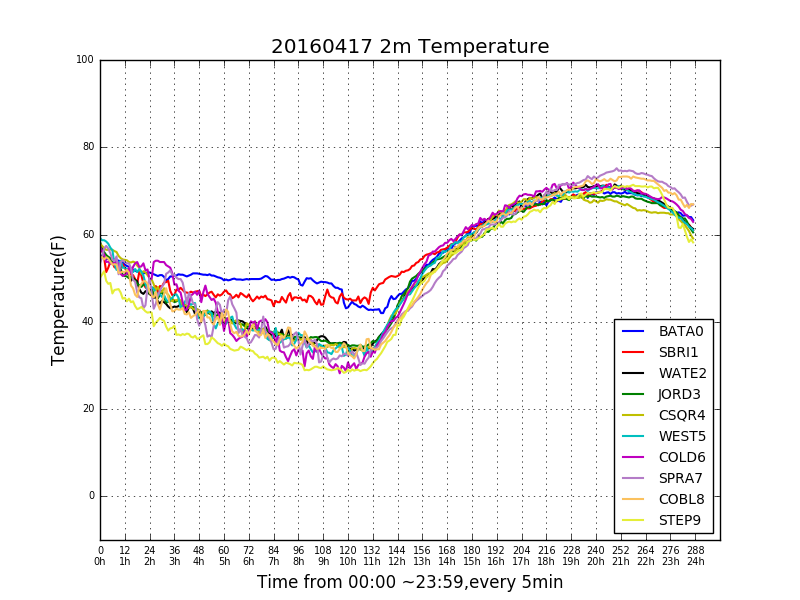 20160417 2m Temperature
100
80
60
40
20
0
Temperature(F)
BATA0
SBRI1
WATE2
JORD3
CSQR4
WEST5
COLD6
SPRA7
COBL8
STEP9
0 12 24 36 48 60 72 84 96 108 120 132 144 156 168 180 192 204 216 228 240 252 264 276 288
0h 1h 2h 3h 4h 5h 6h 7h 8h 9h 10h 11h 12h 13h 14h 15h 16h 17h 18h 19h 20h 21h 22h 23h 24h
Time from 00:00 ~23:59,every 5min